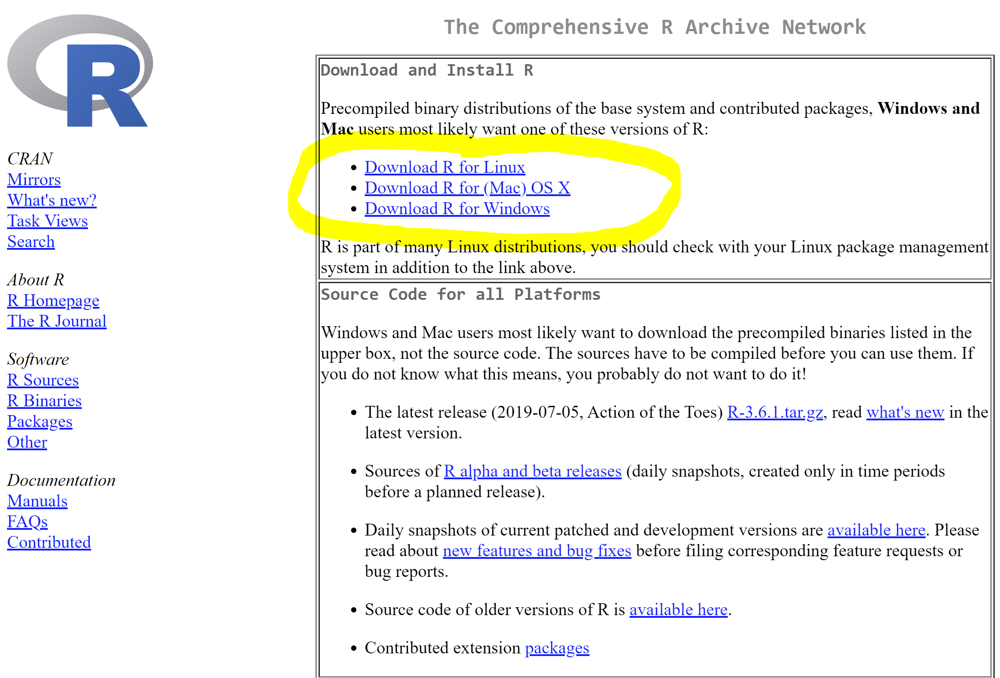 R
CRAN
Mirrors
What's new?
Task Views
Search
About R
R Homepage
The R Journal
Software
R Sources
R Binaries
Packages
Other
Documentation
Manuals
FAQs
Contributed
The Comprehensive R Archive Network
Download and Install R
Precompiled binary distributions of the base system and contributed packages, Windows and
Mac users most likely want one of these versions of R:
• Download R for Linux
• Download R for (Mac) OS X
• Download R for Windows
R is part of many Linux distributions, you should check with your Linux package management
system in addition to the link above.
Source Code for all Platforms
Windows and Mac users most likely want to download the precompiled binaries listed in the
upper box, not the source code. The sources have to be compiled before you can use them. If
you do not know what this means, you probably do not want to do it!
• The latest release (2019-07-05, Action of the Toes) R-3.6.1.tar.gz, read what's new in the
latest version.
• Sources of R alpha and beta releases (daily snapshots, created only in time periods
before a planned release).
• Daily snapshots of current patched and development versions are available here. Please
read about new features and bug fixes before filing corresponding feature requests or
bug reports.
• Source code of older versions of R is available here.
• Contributed extension packages